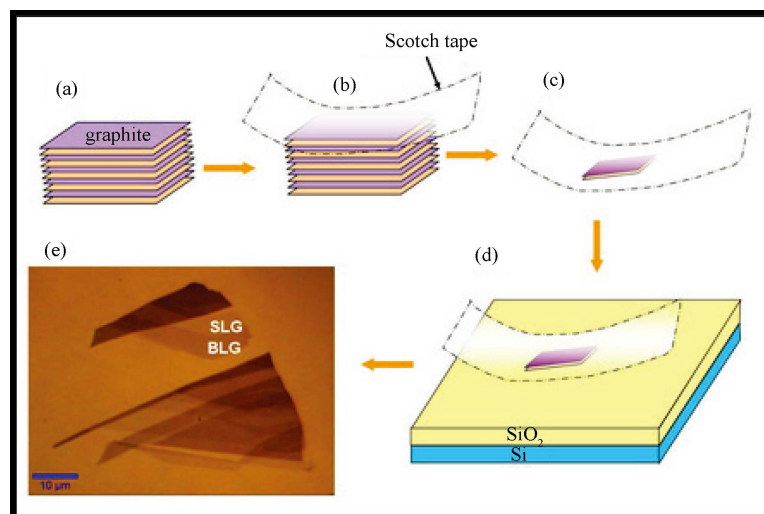 Scotch tape
(a)
(b)
(c)
graphite
(e)
(d)
SLG
BLG
SiO₂
Si
10 µm